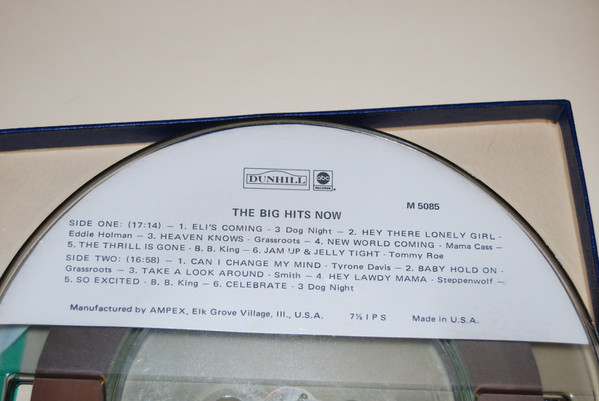 DUNHILL abc RECORDS
M 5085
THE BIG HITS NOW
SIDE ONE: (17:14) — 1. ELI'S COMING - 3 Dog Night — 2. HEY THERE LONELY GIRL -
Eddie Holman — 3. HEAVEN KNOWS - Grassroots — 4. NEW WORLD COMING - Mama Cass —
5. THE THRILL IS GONE - B. B. King — 6. JAM UP & JELLY TIGHT - Tommy Roe
SIDE TWO: (16:58) — 1. CAN I CHANGE MY MIND - Tyrone Davis — 2. BABY HOLD ON -
Grassroots — 3. TAKE A LOOK AROUND - Smith — 4. HEY LAWDY MAMA - Steppenwolf —
5. SO EXCITED - B. B. King — 6. CELEBRATE - 3 Dog Night
Manufactured by AMPEX, Elk Grove Village, Ill., U.S.A. 7½ I P S Made in U.S.A.